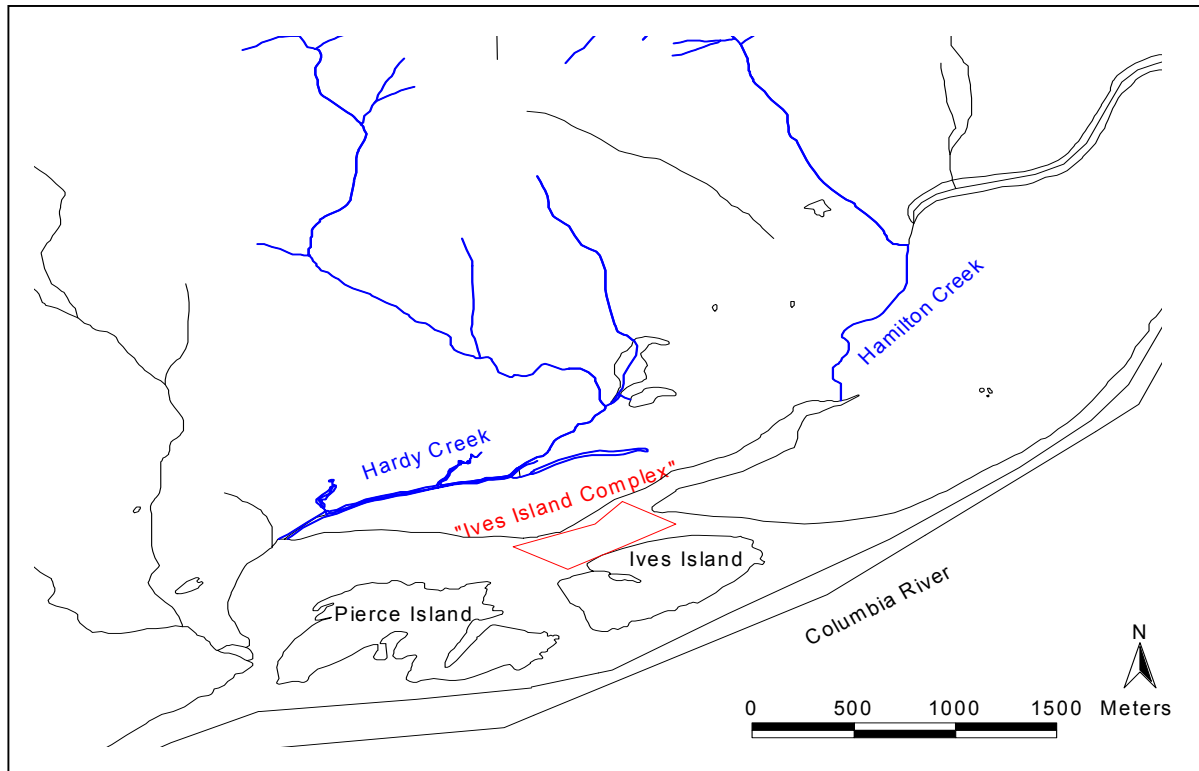 Hamilton Creek
Hardy Creek
"Ives Island Complex"
Ives Island
Pierce Island
Columbia River
N
0 500 1000 1500 Meters